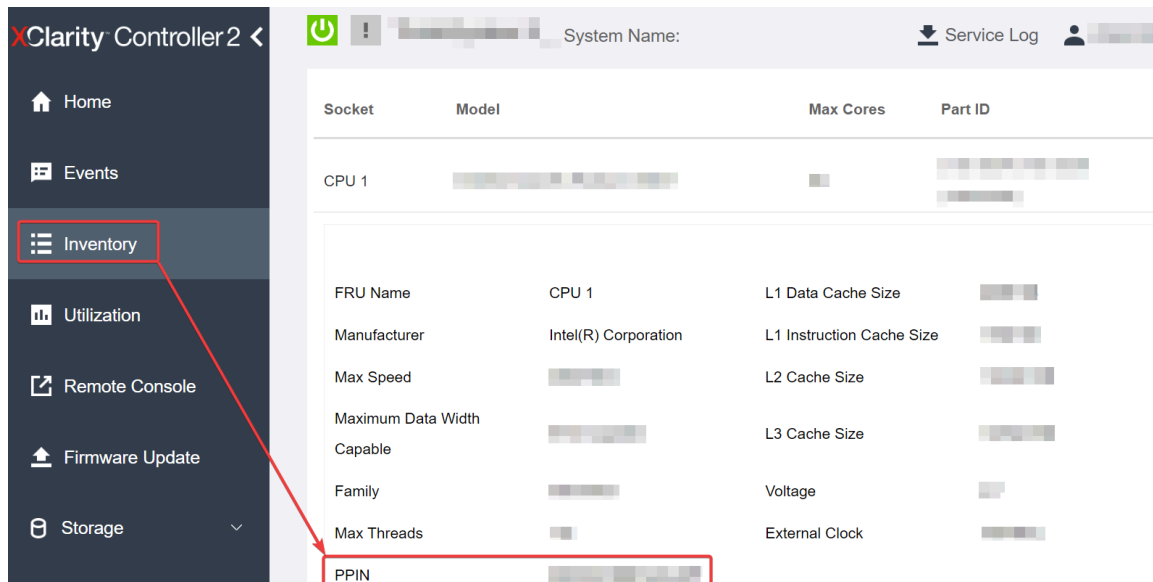 XClarity Controller 2
System Name:
Service Log
Home
Events
Inventory
Utilization
Remote Console
Firmware Update
Storage
Socket Model Max Cores Part ID
CPU 1
FRU Name CPU 1 L1 Data Cache Size
Manufacturer Intel(R) Corporation L1 Instruction Cache Size
Max Speed L2 Cache Size
Maximum Data Width
Capable
L3 Cache Size
Family Voltage
Max Threads External Clock
PPIN